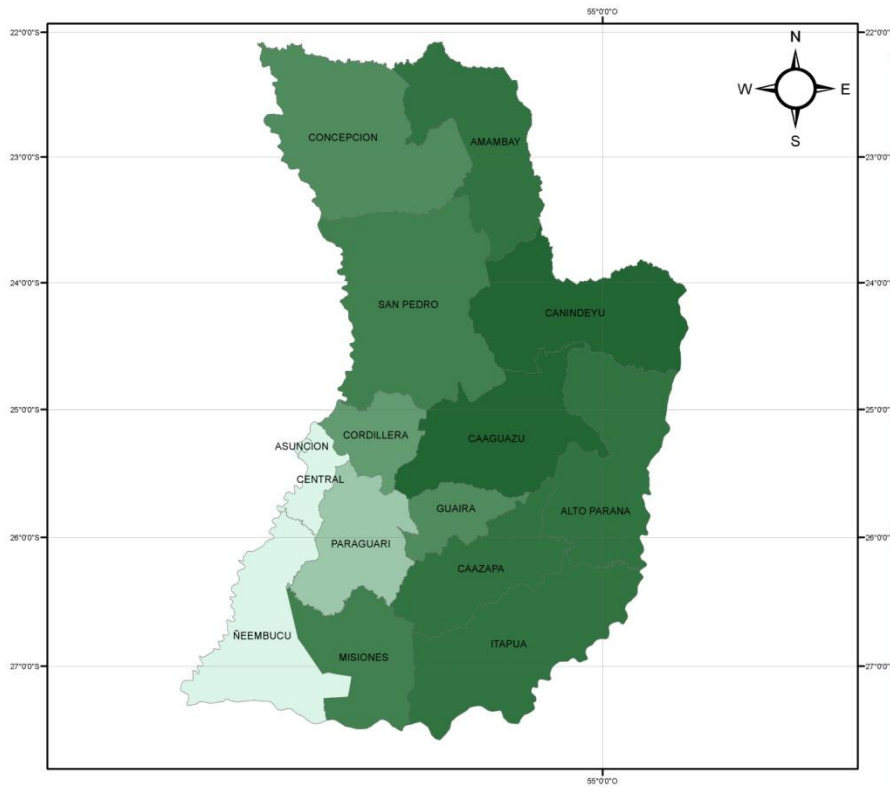 55°0'0"O
22°0'0"S
22°0'0"S
N
W
E
S
CONCEPCION
AMAMBAY
23°0'0"S
23°0'0"S
24°0'0"S
24°0'0"S
SAN PEDRO
CANINDEYU
25°0'0"S
25°0'0"S
CORDILLERA
CAAGUAZU
ASUNCION
CENTRAL
GUAIRA
ALTO PARANA
26°0'0"S
26°0'0"S
PARAGUARI
CAAZAPA
ÑEEMBUCU
ITAPUA
MISIONES
27°0'0"S
27°0'0"S
55°0'0"O